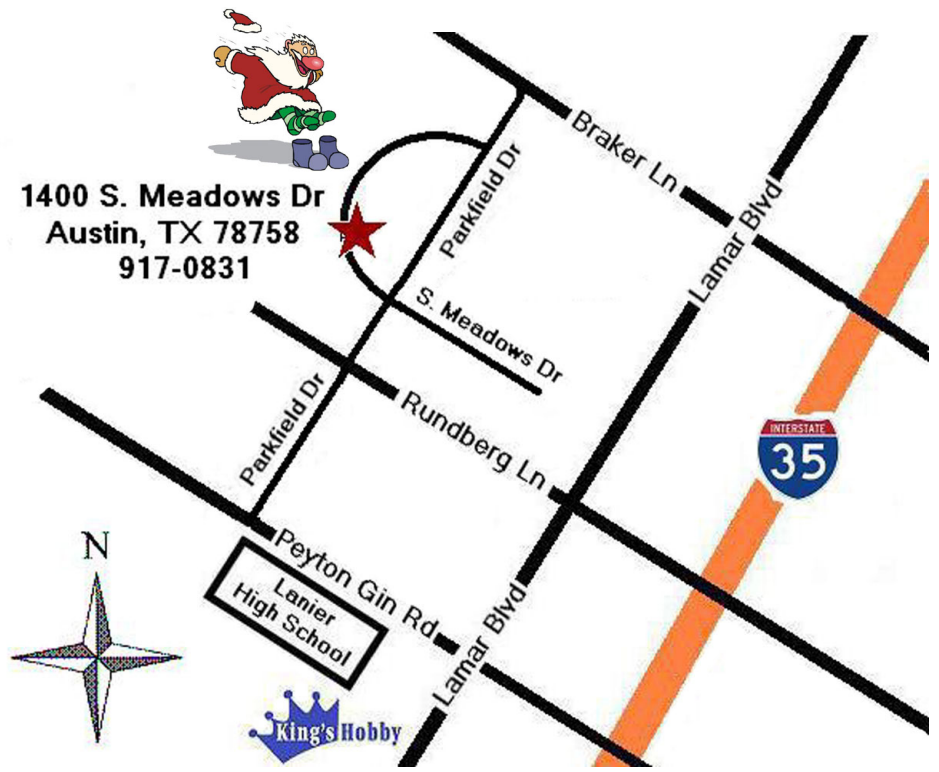 1400 S. Meadows Dr
Austin, TX 78758
917-0831
Braker Ln
Parkfield Dr
Lamar Blvd
S. Meadows Dr
Parkfield Dr
Rundberg Ln
INTERSTATE
35
N
Peyton Gin Rd
Lanier
High School
Lamar Blvd
King's Hobby